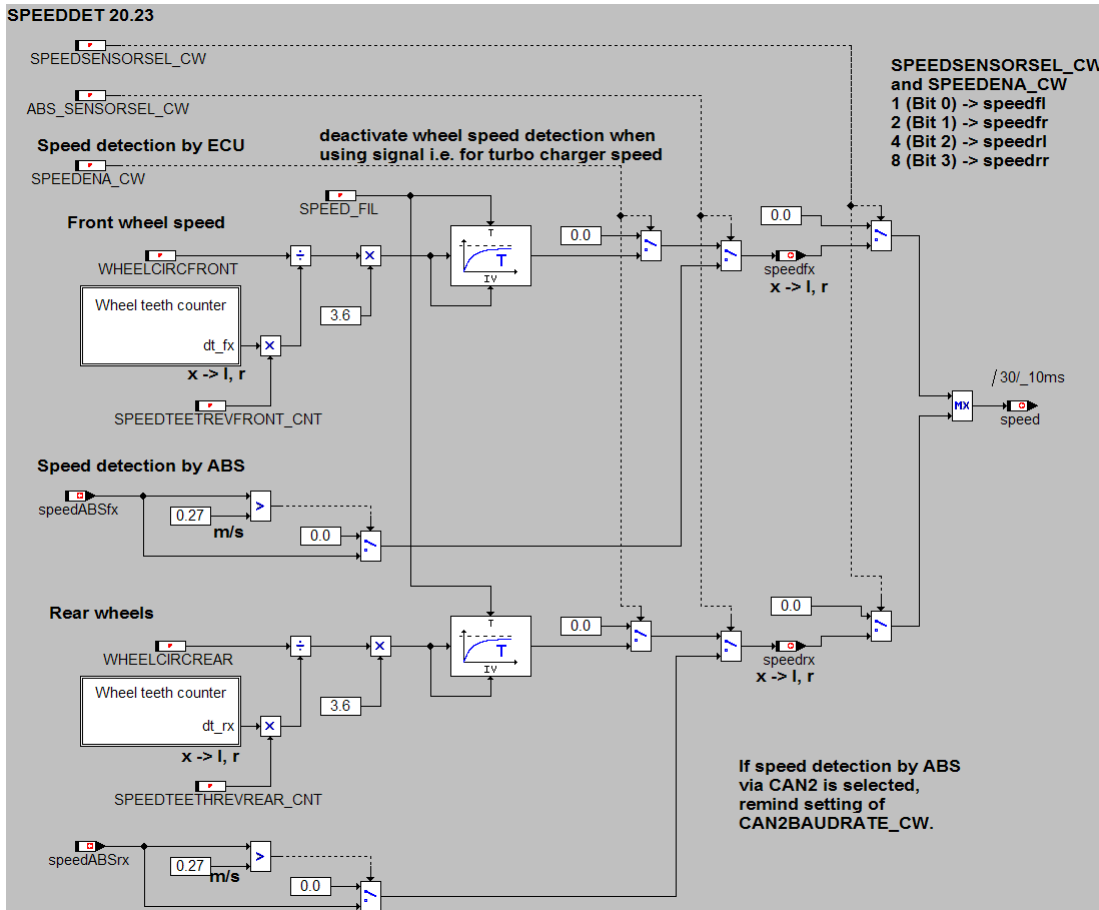 SPEEDDET 20.23
SPEEDSENSORSEL_CW
ABS_SENSORSEL_CW
SPEEDSENSORSEL_CW
and SPEEDENA_CW
1 (Bit 0) -> speedfl
2 (Bit 1) -> speedfr
4 (Bit 2) -> speedrl
8 (Bit 3) -> speedrr
Speed detection by ECU
SPEEDENA_CW
deactivate wheel speed detection when
using signal i.e. for turbo charger speed
SPEED_FIL
Front wheel speed
WHEELCIRCFRONT
÷
×
3.6
T
T
IV
0.0
0.0
speedfx
x -> l, r
Wheel teeth counter
dt_fx
×
x -> l, r
SPEEDTEETREVFRONT_CNT
/30/_10ms
MX
speed
Speed detection by ABS
speedABSfx
>
0.27
m/s
0.0
Rear wheels
WHEELCIRCREAR
÷
×
3.6
T
T
IV
0.0
0.0
speedrx
x -> l, r
Wheel teeth counter
dt_rx
×
x -> l, r
SPEEDTEETHREVREAR_CNT
If speed detection by ABS
via CAN2 is selected,
remind setting of
CAN2BAUDRATE_CW.
speedABSrx
>
0.27
m/s
0.0